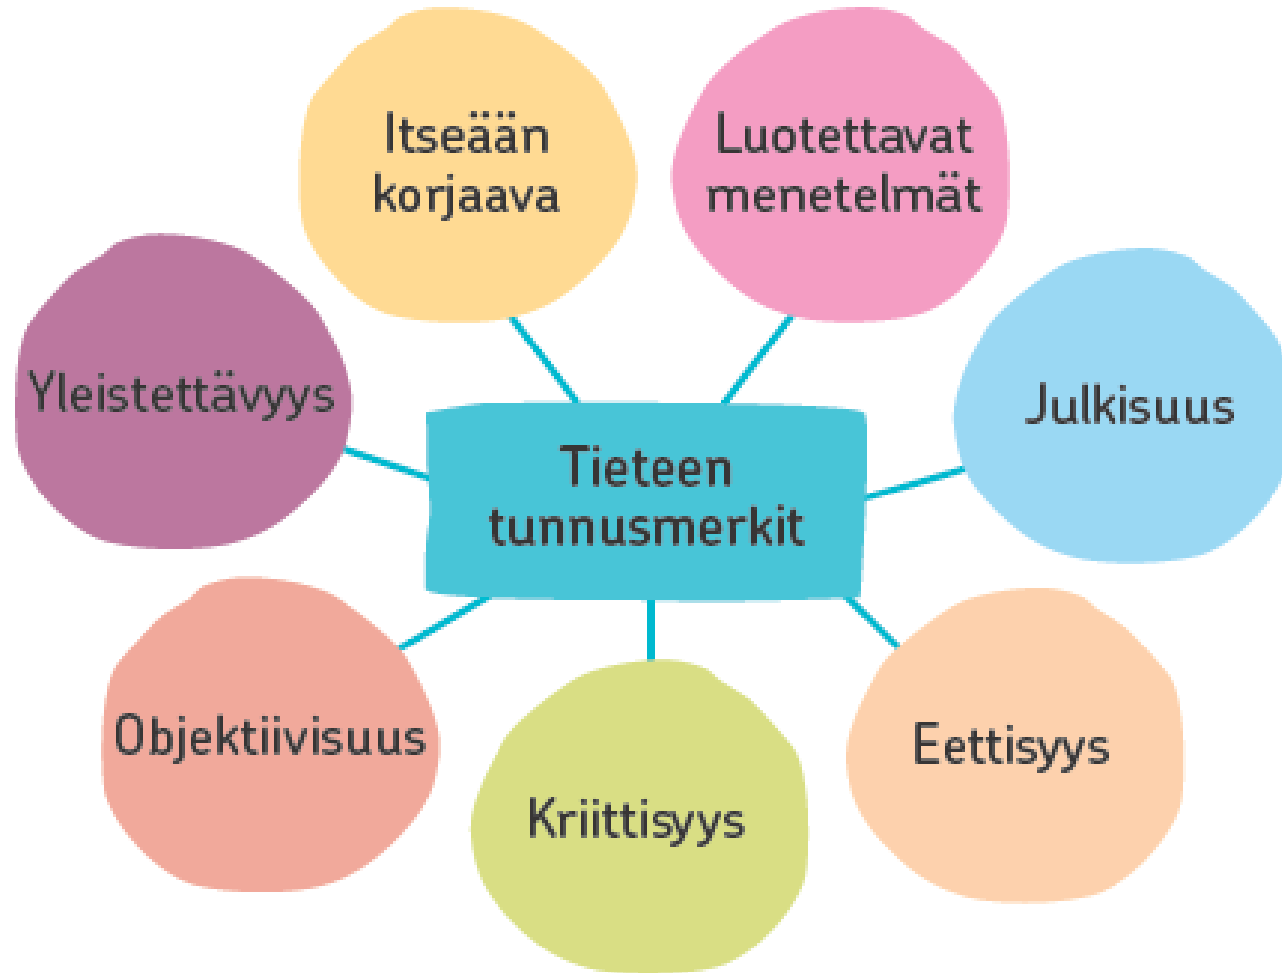 Itseään
korjaava
Luotettavat
menetelmät
Yleistettävyys
Julkisuus
Tieteen
tunnusmerkit
Objektiivisuus
Eettisyys
Kriittisyys